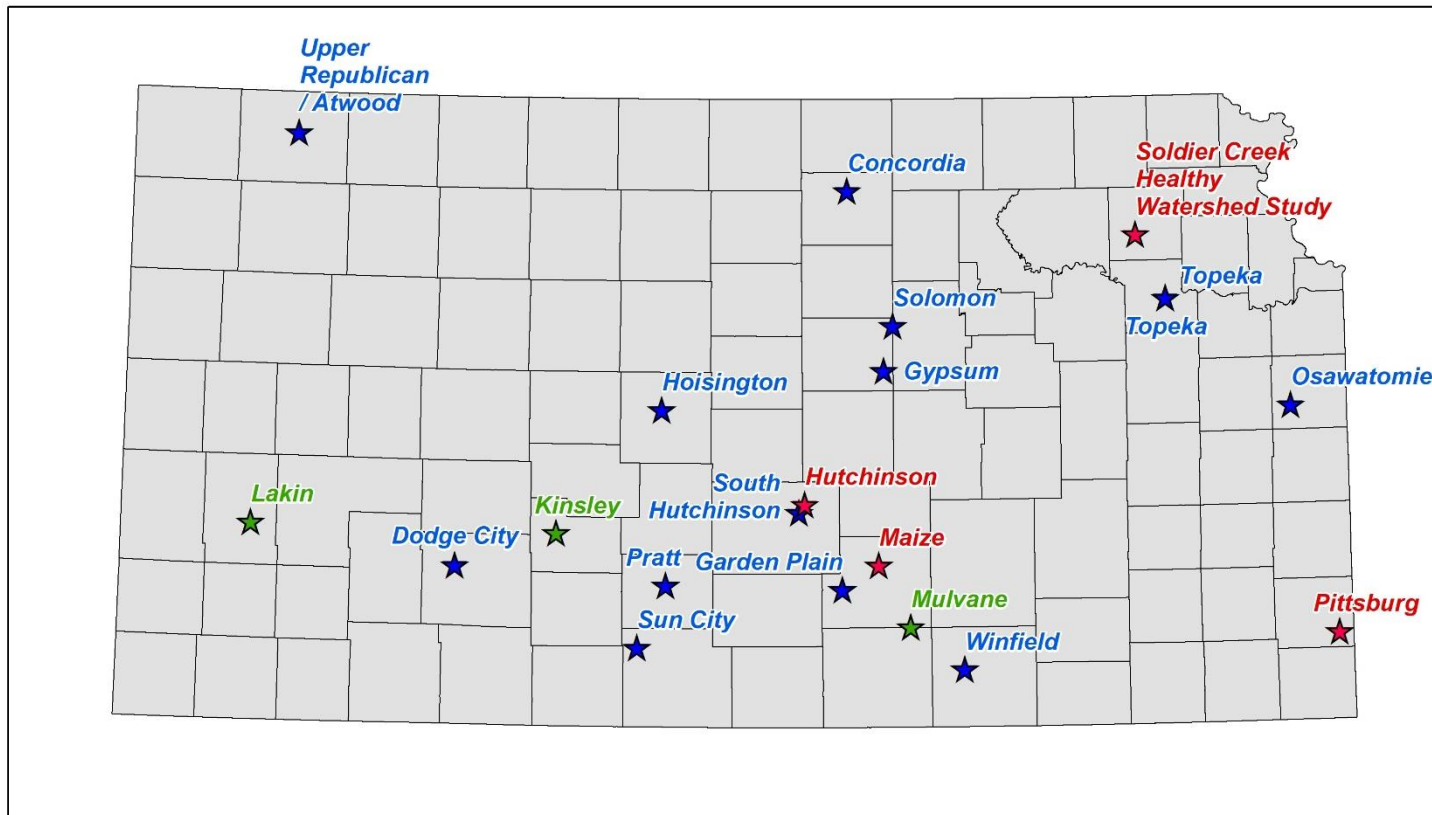 Upper
Republican
/ Atwood
Concordia
Soldier Creek
Healthy
Watershed Study
Topeka
Topeka
Solomon
Gypsum
Hoisington
Osawatomie
Lakin
Kinsley
South
Hutchinson
Hutchinson
Dodge City
Pratt
Garden Plain
Maize
Mulvane
Sun City
Winfield
Pittsburg